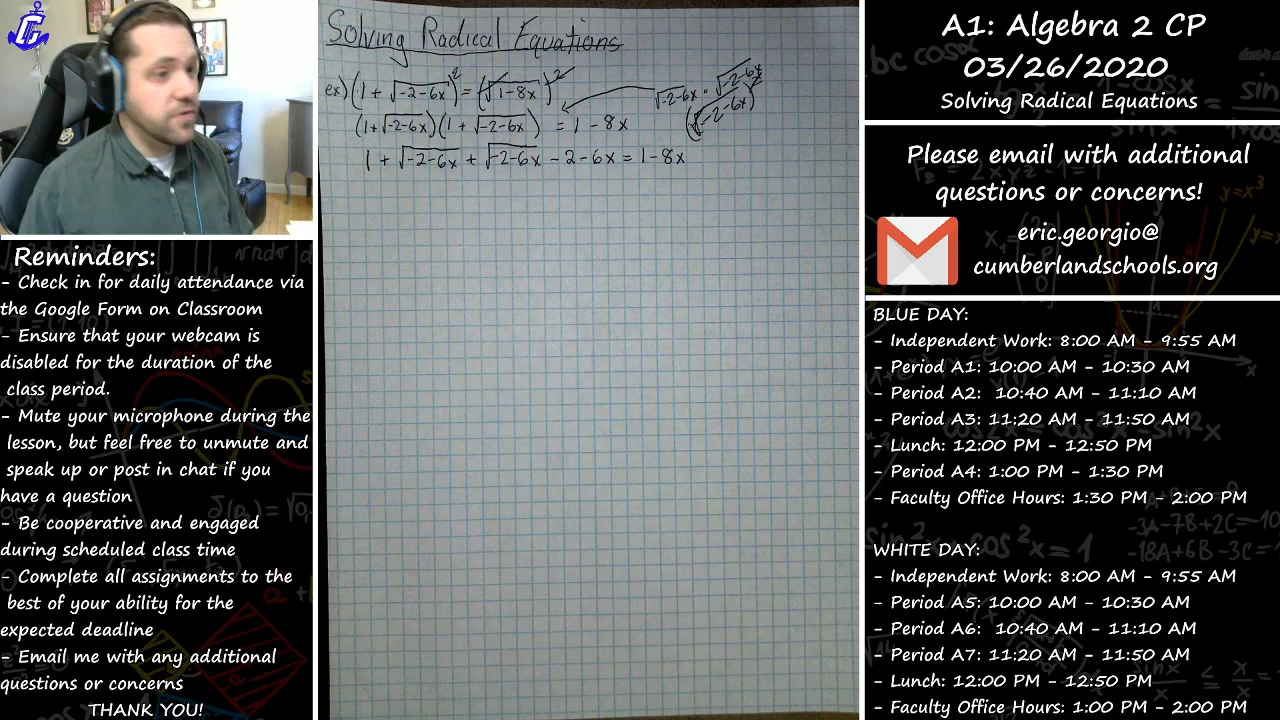 G
Solving Radical Equations
ex) (1 + √-2-6x)² = (√1-8x)²
√-2-6x · √-2-6x
(√-2-6x)²
(1+√-2-6x)(1+√-2-6x) = 1-8x
1 + √-2-6x + √-2-6x - 2 - 6x = 1-8x
Reminders:
- Check in for daily attendance via
the Google Form on Classroom
- Ensure that your webcam is
disabled for the duration of the
class period.
- Mute your microphone during the
lesson, but feel free to unmute and
speak up or post in chat if you
have a question
- Be cooperative and engaged
during scheduled class time
- Complete all assignments to the
best of your ability for the
expected deadline
- Email me with any additional
questions or concerns
THANK YOU!
A1: Algebra 2 CP
03/26/2020
Solving Radical Equations
Please email with additional
questions or concerns!
eric.georgio@
cumberlandschools.org
BLUE DAY:
- Independent Work: 8:00 AM - 9:55 AM
- Period A1: 10:00 AM - 10:30 AM
- Period A2: 10:40 AM - 11:10 AM
- Period A3: 11:20 AM - 11:50 AM
- Lunch: 12:00 PM - 12:50 PM
- Period A4: 1:00 PM - 1:30 PM
- Faculty Office Hours: 1:30 PM - 2:00 PM
WHITE DAY:
- Independent Work: 8:00 AM - 9:55 AM
- Period A5: 10:00 AM - 10:30 AM
- Period A6: 10:40 AM - 11:10 AM
- Period A7: 11:20 AM - 11:50 AM
- Lunch: 12:00 PM - 12:50 PM
- Faculty Office Hours: 1:00 PM - 2:00 PM